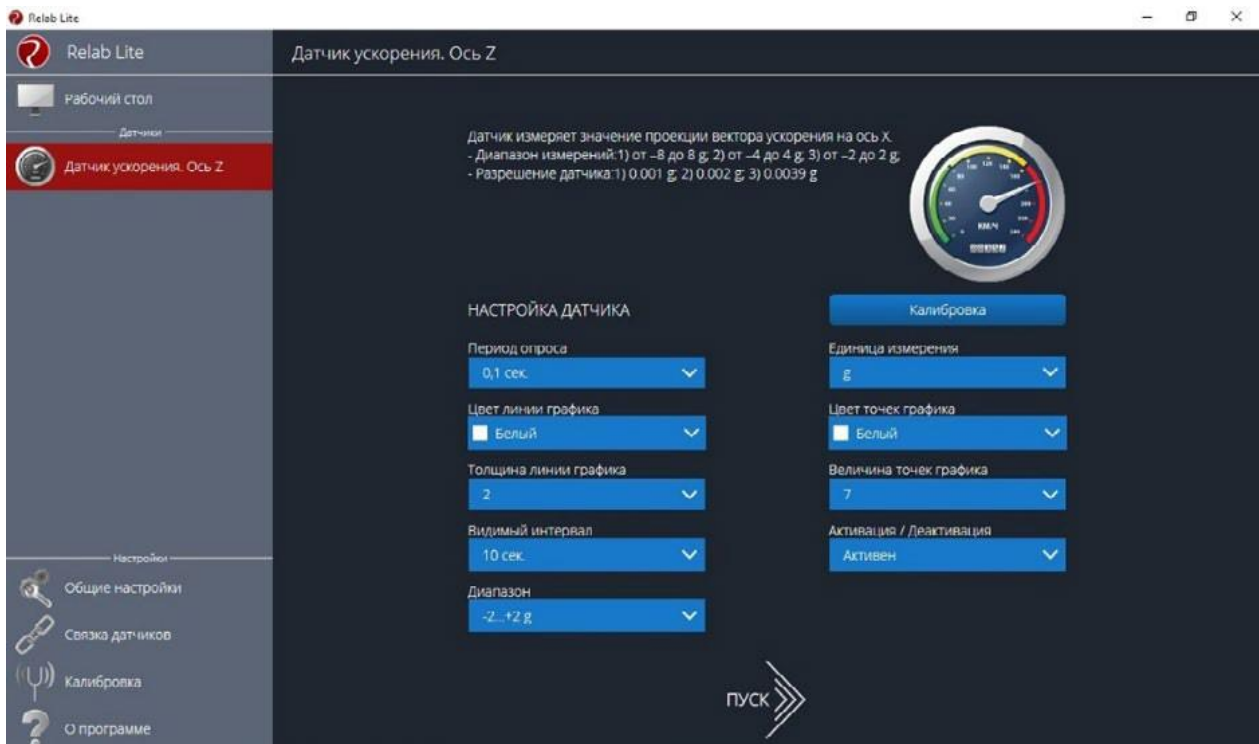 Relab Lite
Relab Lite
Датчик ускорения. Ось Z
Рабочий стол
Датчики
Датчик ускорения. Ось Z
Датчик измеряет значение проекции вектора ускорения на ось X.
- Диапазон измерений:1) от –8 до 8 g; 2) от –4 до 4 g; 3) от –2 до 2 g;
- Разрешение датчика:1) 0.001 g; 2) 0.002 g; 3) 0.0039 g
КМ/Ч
НАСТРОЙКА ДАТЧИКА
Калибровка
Период опроса
Единица измерения
0,1 сек.
g
Цвет линии графика
Цвет точек графика
Белый
Белый
Толщина линии графика
Величина точек графика
2
7
Видимый интервал
Активация / Деактивация
10 сек.
Активен
Диапазон
-2...+2 g
Настройки
Общие настройки
Связка датчиков
Калибровка
О программе
ПУСК